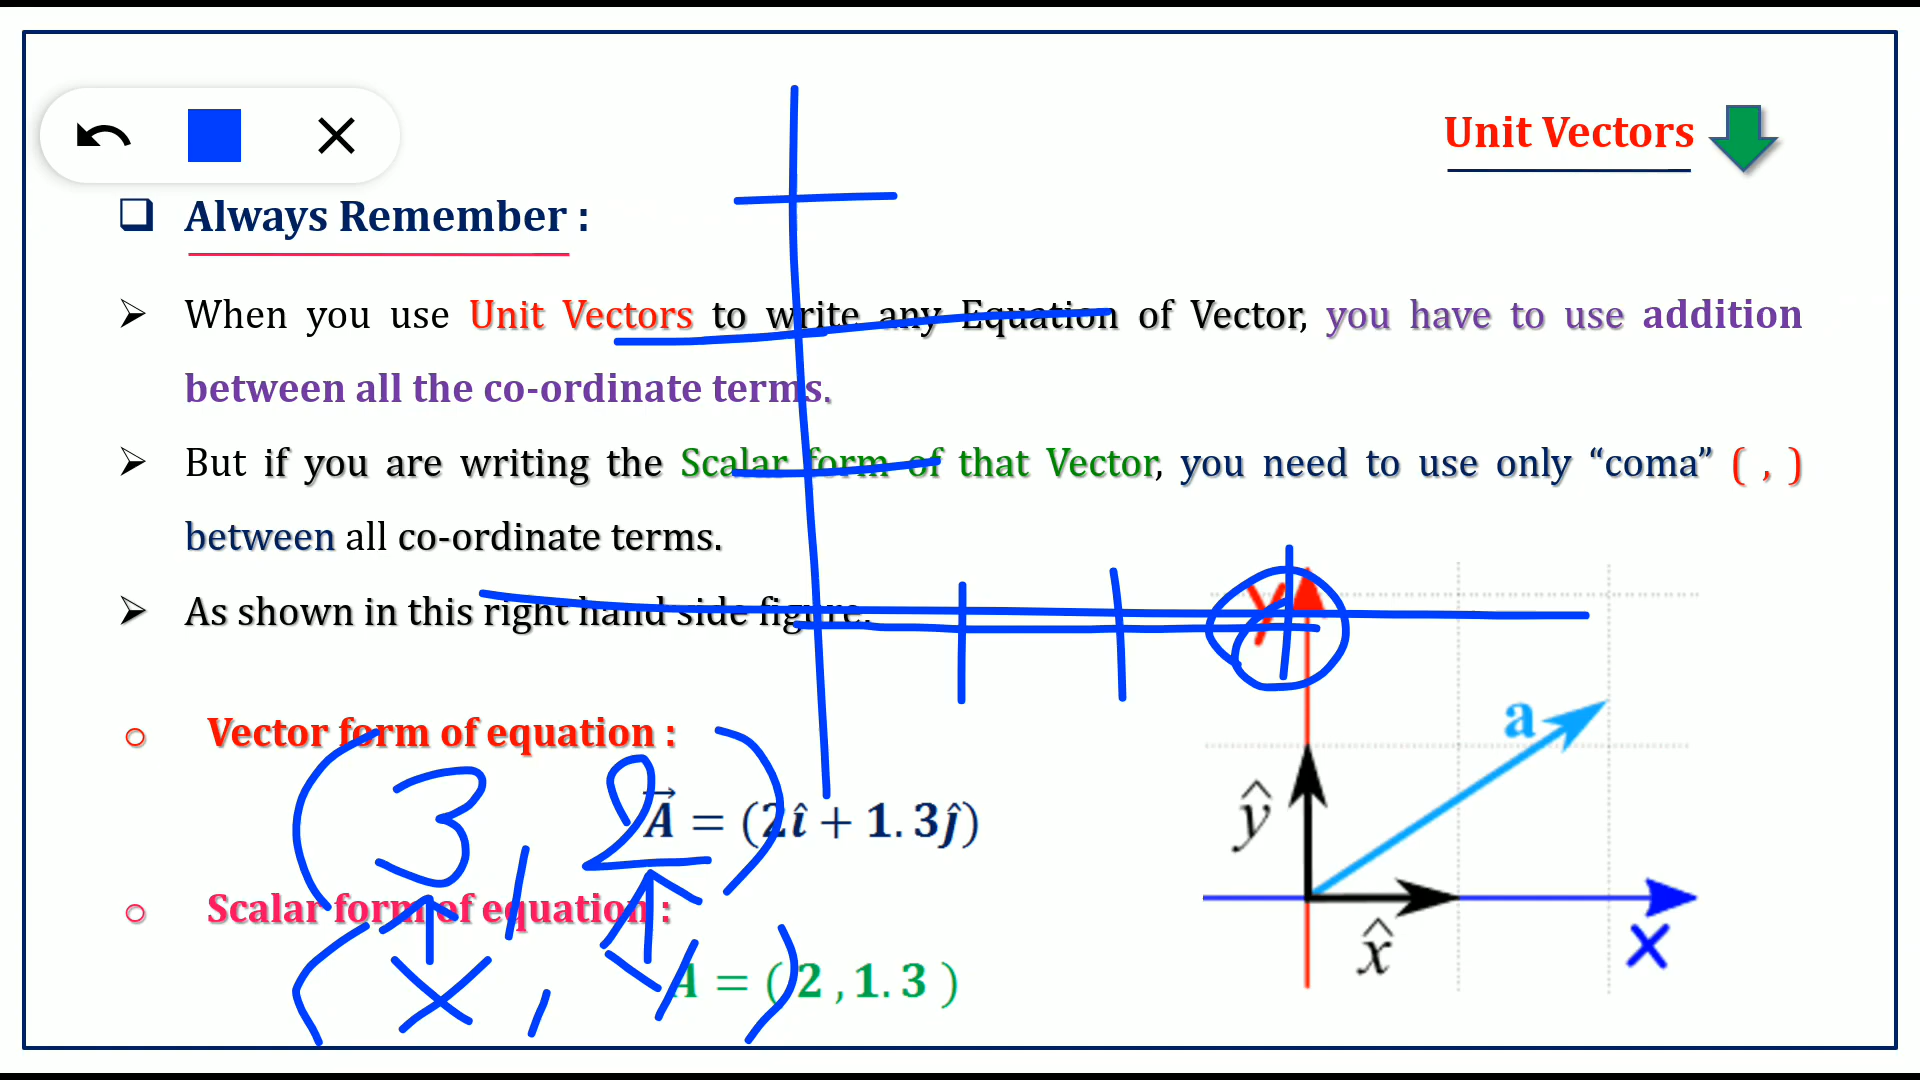 Unit Vectors
Always Remember :
When you use Unit Vectors to write any Equation of Vector, you have to use addition
between all the co-ordinate terms.
But if you are writing the Scalar form of that Vector, you need to use only “coma” ( , )
between all co-ordinate terms.
As shown in this right hand side figure.
Y
a
Vector form of equation :
(3, 2)
A⃗ = (2î + 1.3ĵ)
ŷ
Scalar form of equation :
(x, y)
A = ( 2 , 1.3 )
x̂
X